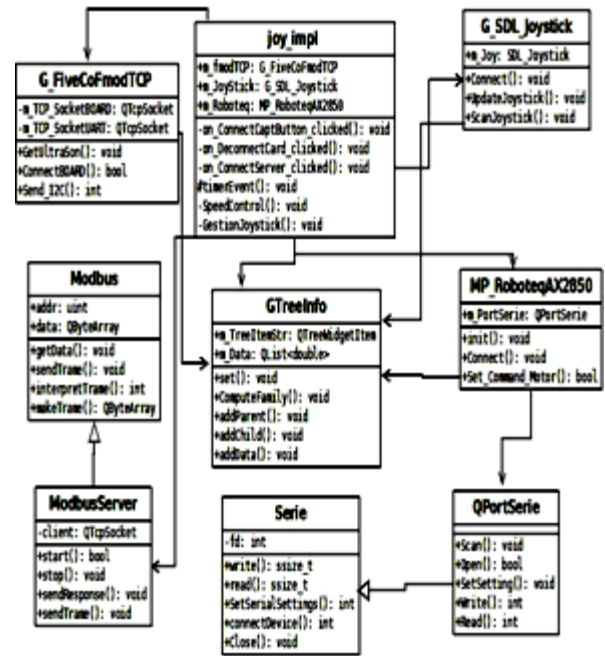 joy_impl
+m_fmodTCP: G_FiveCoFmodTCP
+m_JoyStick: G_SDL_Joystick
+m_Roboteq: MP_RoboteqAX2850
-on_ConnectCaptButton_clicked(): void
-on_DeconnectCard_clicked(): void
-on_ConnectServer_clicked(): void
#timerEvent(): void
-SpeedControl(): void
-GestionJoystick(): void
G_SDL_Joystick
+m_Joy: SDL_Joystick
+Connect(): void
+UpdateJoystick(): void
+ScanJoystick(): void
G_FiveCoFmodTCP
-m_TCP_SocketBOARD: QTcpSocket
-m_TCP_SocketUART: QTcpSocket
+GetUltraSon(): void
+ConnectBOARD(): bool
+Send_I2C(): int
Modbus
+addr: uint
+data: QByteArray
+getData(): void
+sendTrame(): void
+interpretTrame(): int
+makeTrame(): QByteArray
GTreeInfo
+m_TreeItemStr: QTreeWidgetItem
+m_Data: QList<double>
+set(): void
+ComputeFamily(): void
+addParent(): void
+addChild(): void
+addData(): void
MP_RoboteqAX2850
+m_PortSerie: QPortSerie
+init(): void
+Connect(): void
+Set_Command_Motor(): bool
ModbusServer
-client: QTcpSocket
+start(): bool
+stop(): void
+sendResponse(): void
+sendTrame(): void
Serie
-fd: int
+write(): ssize_t
+read(): ssize_t
+SetSerialSettings(): int
+connectDevice(): int
+Close(): void
QPortSerie
+Scan(): void
+Open(): bool
+SetSetting(): void
+Write(): int
+Read(): int